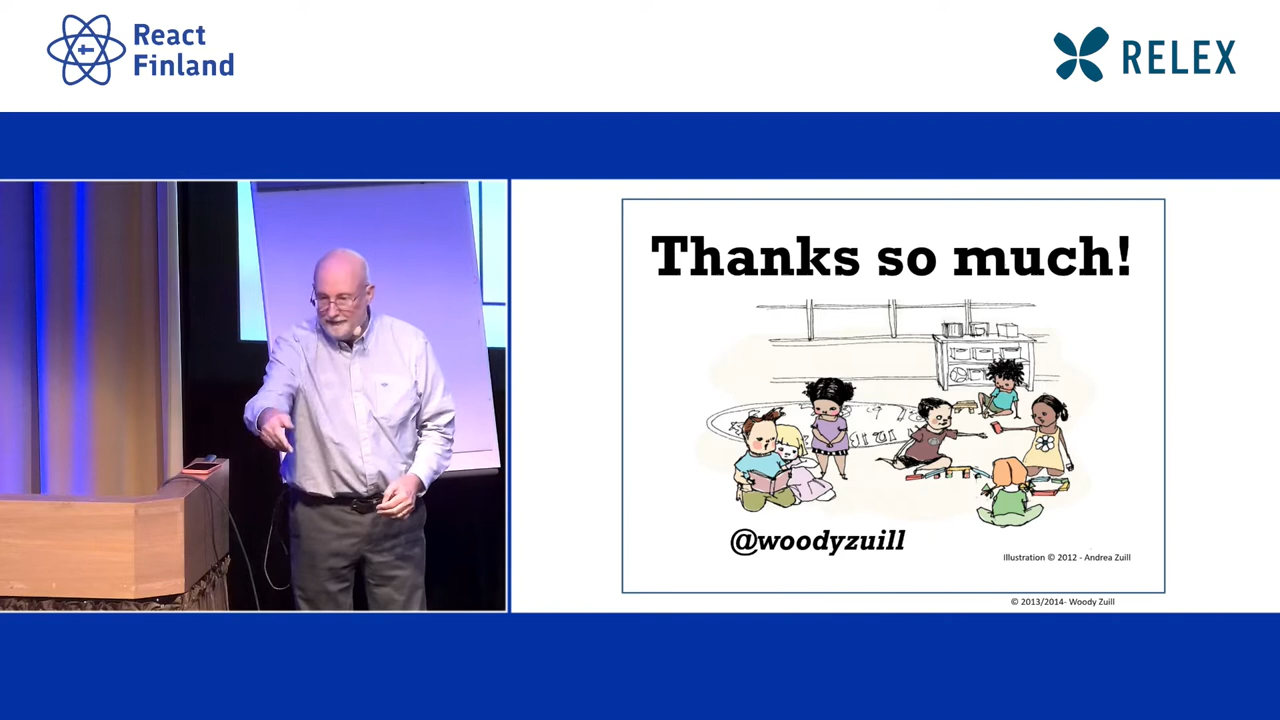 React
Finland
RELEX
Thanks so much!
@woodyzuill
Illustration © 2012 - Andrea Zuill
© 2013/2014- Woody Zuill